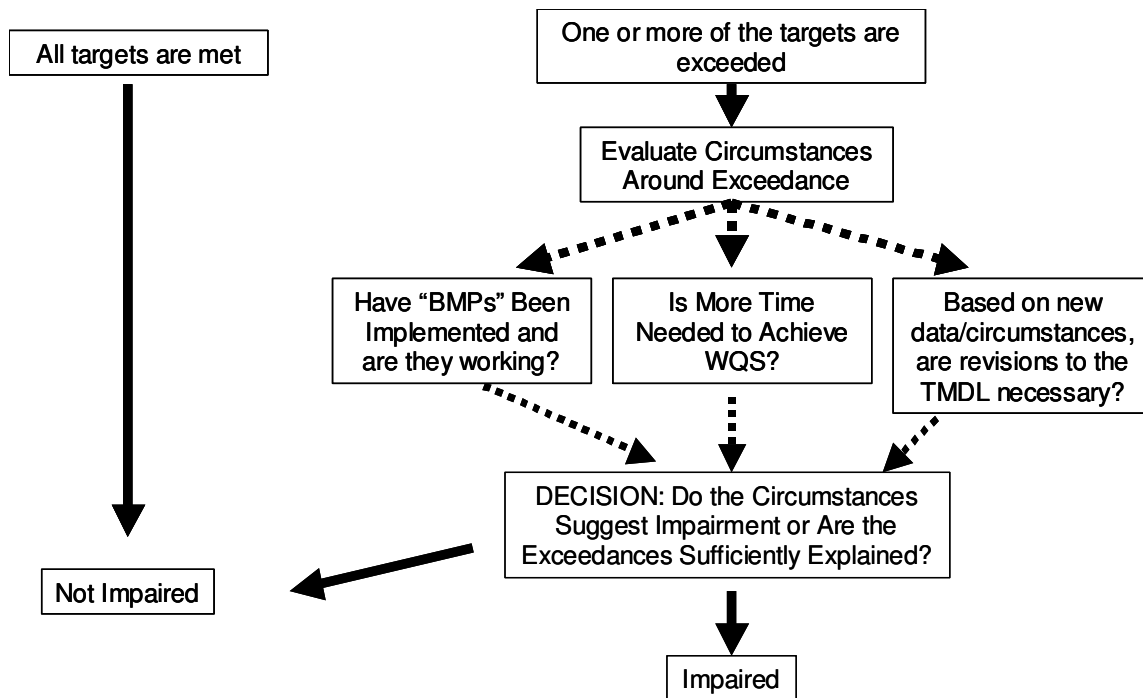 All targets are met
One or more of the targets are
exceeded
Evaluate Circumstances
Around Exceedance
Have “BMPs” Been
Implemented and
are they working?
Is More Time
Needed to Achieve
WQS?
Based on new
data/circumstances,
are revisions to the
TMDL necessary?
DECISION: Do the Circumstances
Suggest Impairment or Are the
Exceedances Sufficiently Explained?
Not Impaired
Impaired